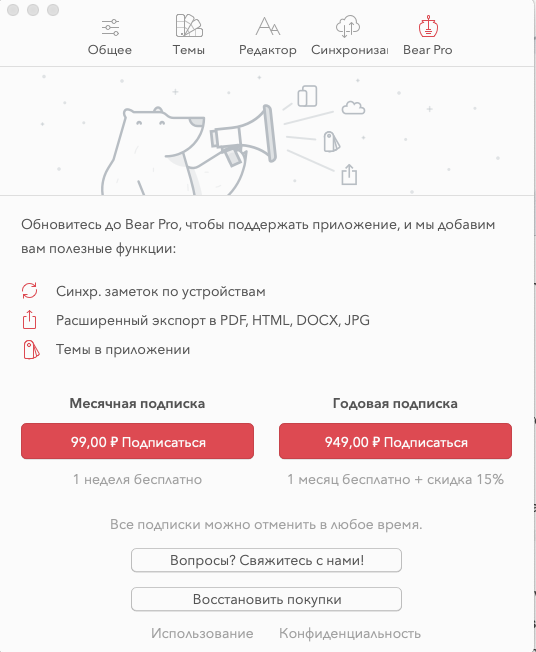 Общее Темы Редактор Синхрониза Bear Pro
Обновитесь до Bear Pro, чтобы поддержать приложение, и мы добавим
вам полезные функции:
Синхр. заметок по устройствам
Расширенный экспорт в PDF, HTML, DOCX, JPG
Темы в приложении
Месячная подписка Годовая подписка
99,00 ₽ Подписаться 949,00 ₽ Подписаться
1 неделя бесплатно 1 месяц бесплатно + скидка 15%
Все подписки можно отменить в любое время.
Вопросы? Свяжитесь с нами!
Восстановить покупки
Использование Конфиденциальность